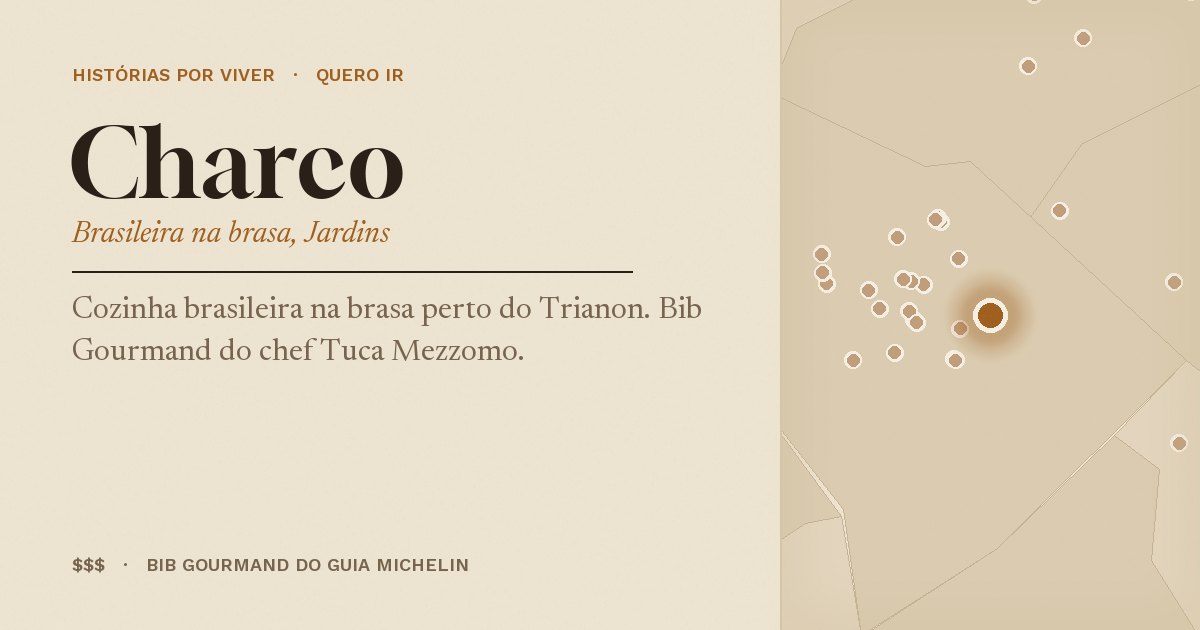 HISTÓRIAS POR VIVER · QUERO IR
Charco
Brasileira na brasa, Jardins
Cozinha brasileira na brasa perto do Trianon. Bib
Gourmand do chef Tuca Mezzomo.
$$$ · BIB GOURMAND DO GUIA MICHELIN